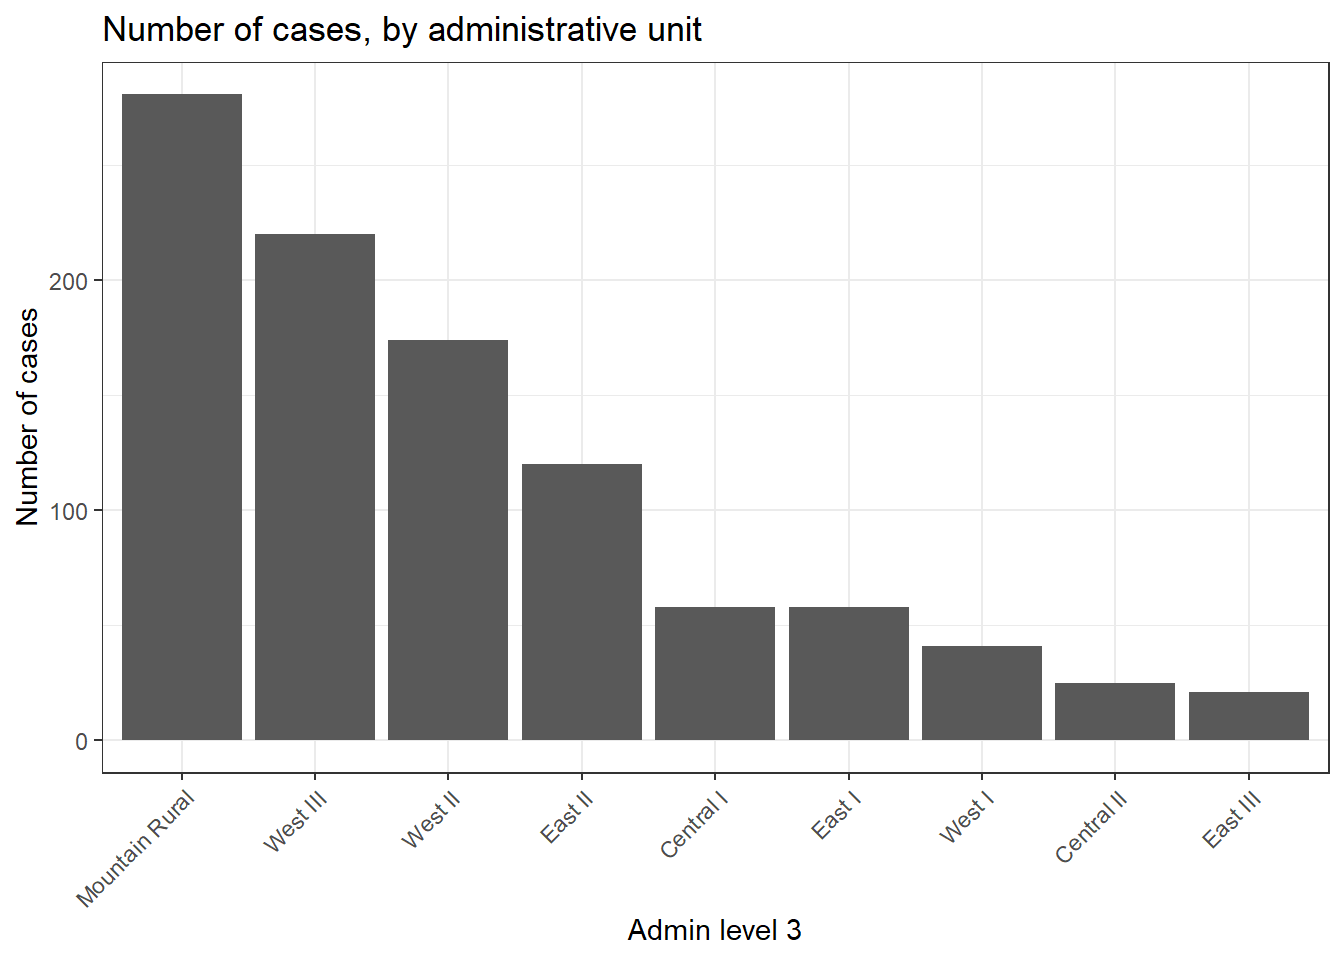 Number of cases, by administrative unit
Number of cases
200
100
0
Mountain Rural
West III
West II
East II
Central I
East I
West I
Central II
East III
Admin level 3